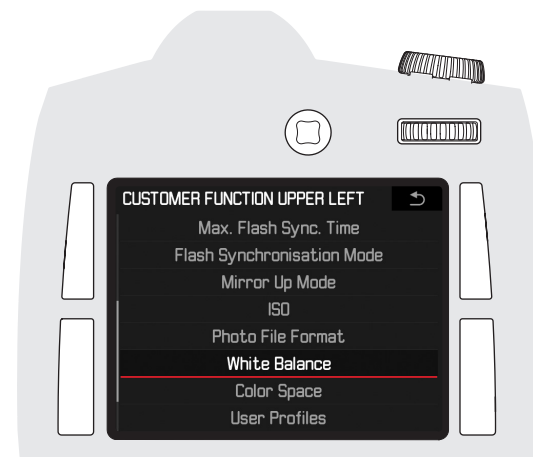 CUSTOMER FUNCTION UPPER LEFT
Max. Flash Sync. Time
Flash Synchronisation Mode
Mirror Up Mode
ISO
Photo File Format
White Balance
Color Space
User Profiles